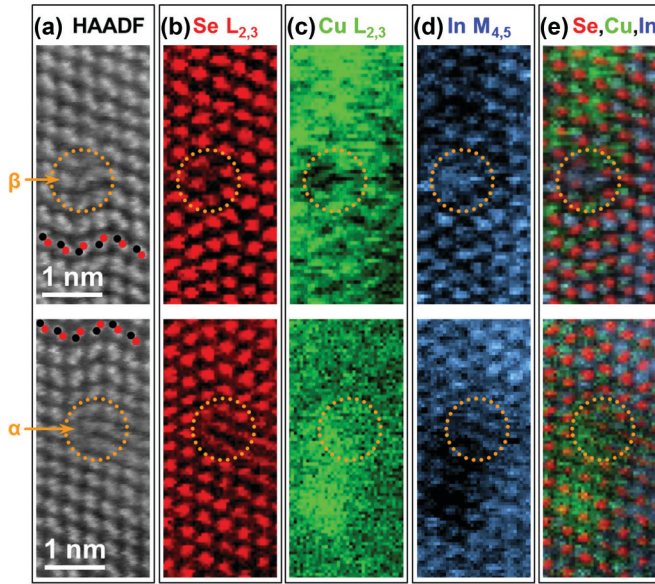 (a) HAADF
(b) Se L2,3
(c) Cu L2,3
(d) In M4,5
(e) Se,Cu,In
β
1 nm
α
1 nm